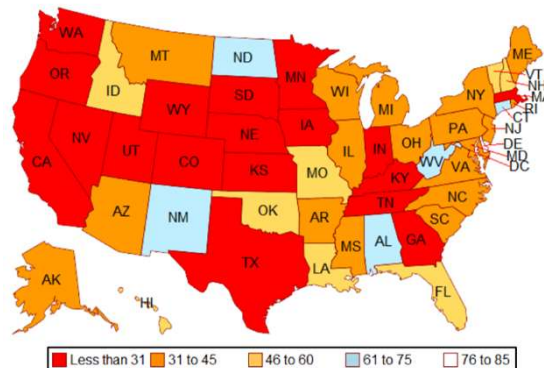 WA
MT
ND
MN
ME
VT
NH
MA
RI
CT
NJ
DE
MD
DC
OR
ID
SD
WI
MI
NY
WY
IA
PA
NE
NV
UT
CO
IL
IN
OH
WV
VA
CA
KS
MO
KY
NC
TN
SC
AZ
NM
OK
AR
MS
AL
GA
TX
LA
FL
AK
HI
Less than 31 31 to 45 46 to 60 61 to 75 76 to 85